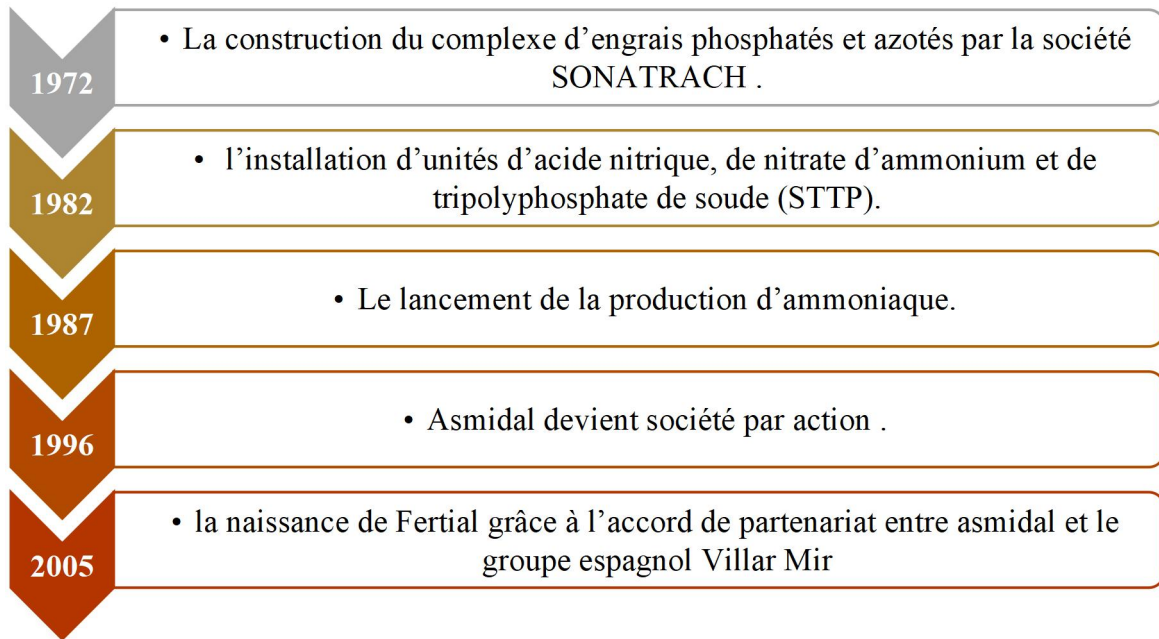 1972
• La construction du complexe d’engrais phosphatés et azotés par la société
SONATRACH .
1982
• l’installation d’unités d’acide nitrique, de nitrate d’ammonium et de
tripolyphosphate de soude (STTP).
1987
• Le lancement de la production d’ammoniaque.
1996
• Asmidal devient société par action .
2005
• la naissance de Fertial grâce à l’accord de partenariat entre asmidal et le
groupe espagnol Villar Mir